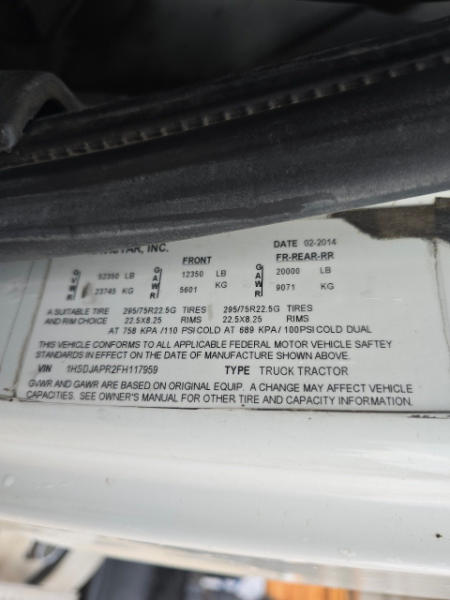 INC. DATE 02-2014
FRONT FR-REAR-RR
GVWR 52350 LB GAWR 12350 LB GAWR 20000 LB
23745 KG 5601 KG 9071 KG
A SUITABLE TIRE 295/75R22.5G TIRES 295/75R22.5G TIRES
AND RIM CHOICE 22.5X8.25 RIMS 22.5X8.25 RIMS
AT 758 KPA /110 PSI COLD AT 689 KPA/ 100PSI COLD DUAL
THIS VEHICLE CONFORMS TO ALL APPLICABLE FEDERAL MOTOR VEHICLE SAFTEY
STANDARDS IN EFFECT ON THE DATE OF MANUFACTURE SHOWN ABOVE.
VIN 1HSDJAPR2FH117959 TYPE TRUCK TRACTOR
GVWR AND GAWR ARE BASED ON ORIGINAL EQUIP. A CHANGE MAY AFFECT VEHICLE
CAPACITIES. SEE OWNER'S MANUAL FOR OTHER TIRE AND CAPACITY INFORMATION.